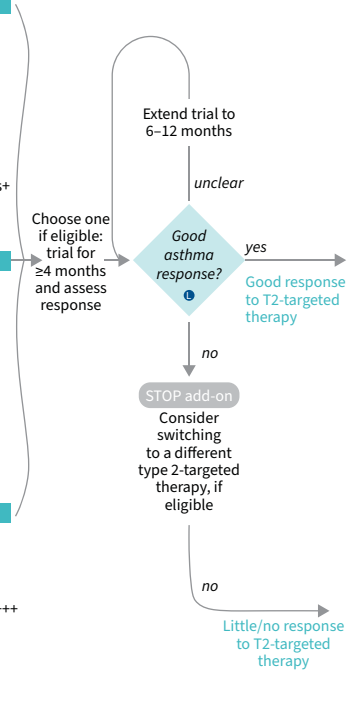 Extend trial to
6–12 months
unclear
s+
Choose one
if eligible:
trial for
≥4 months
and assess
response
Good
asthma
response?
L
yes
Good response
to T2-targeted
therapy
no
STOP add-on
Consider
switching
to a different
type 2-targeted
therapy, if
eligible
no
++
Little/no response
to T2-targeted
therapy